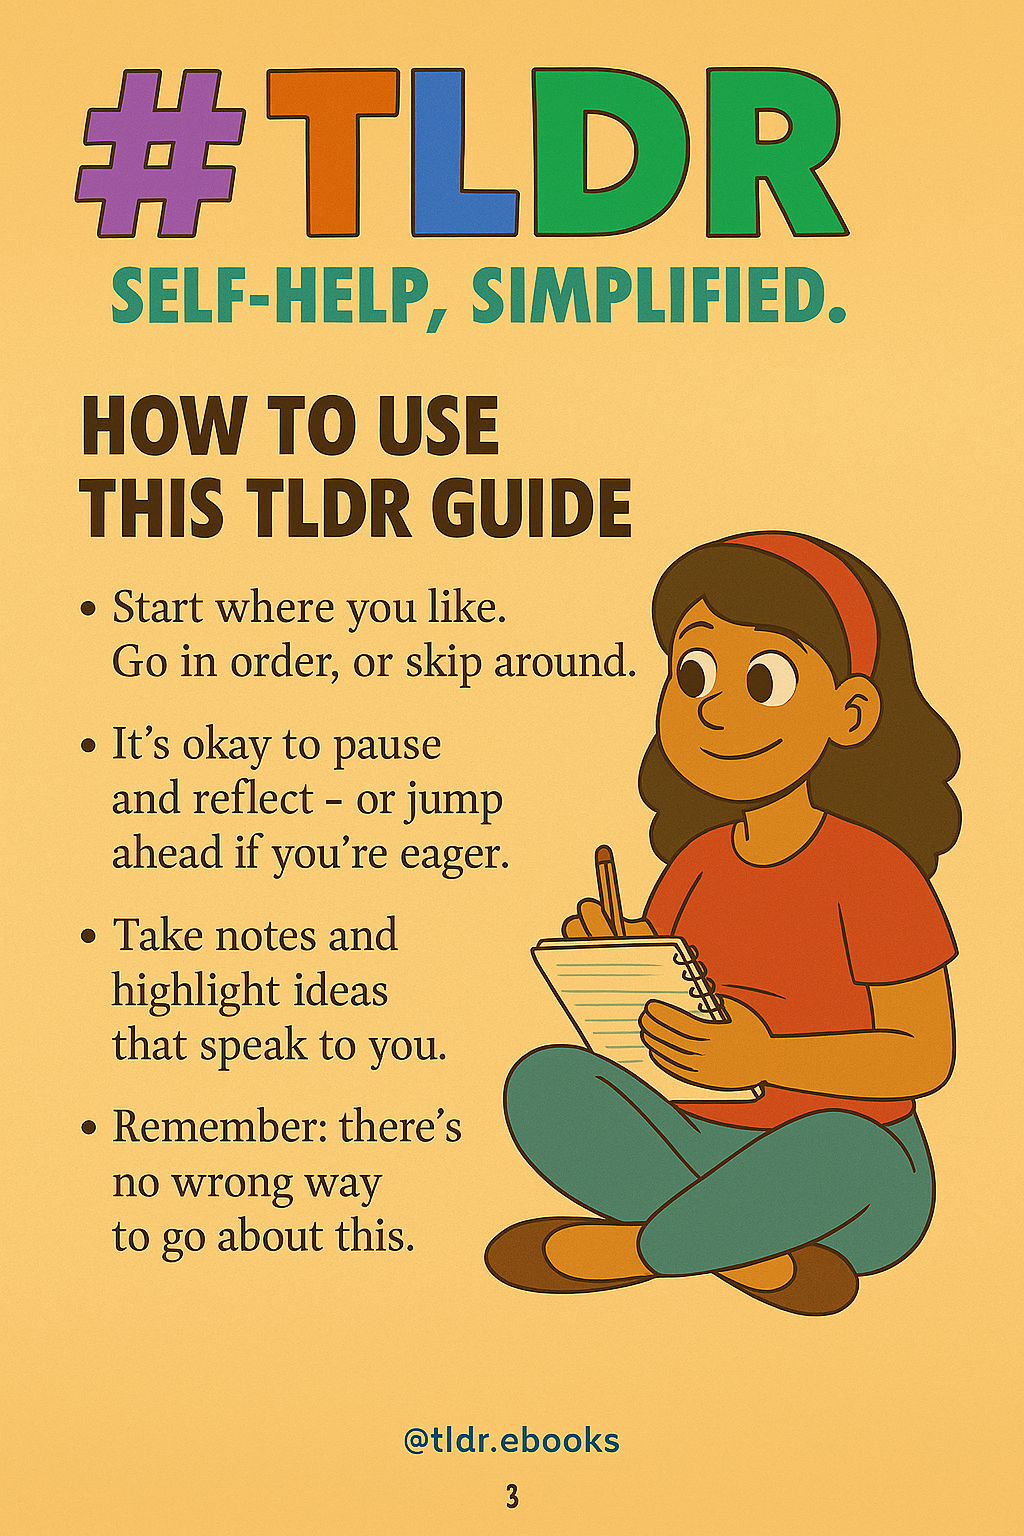 #TLDR
SELF-HELP, SIMPLIFIED.
HOW TO USE
THIS TLDR GUIDE
• Start where you like.
Go in order, or skip around.
• It’s okay to pause
and reflect – or jump
ahead if you’re eager.
• Take notes and
highlight ideas
that speak to you.
• Remember: there’s
no wrong way
to go about this.
@tldr.ebooks
3